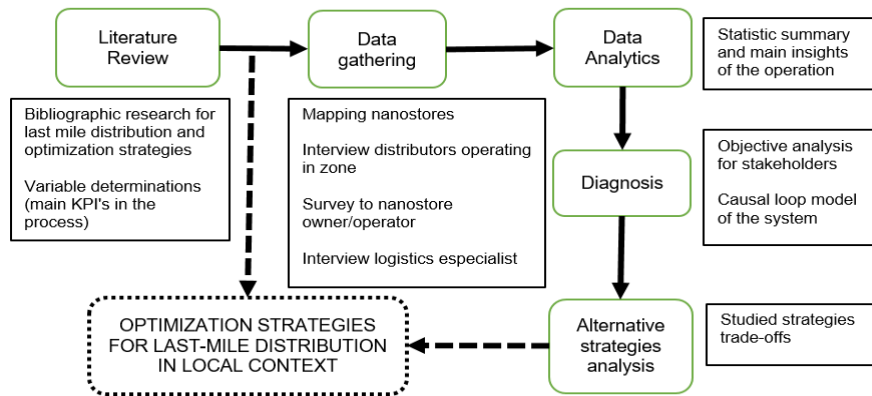 Literature
Review
Data
gathering
Data
Analytics
Statistic summary
and main insights
of the operation
Bibliographic research for
last mile distribution and
optimization strategies
Variable determinations
(main KPI's in the
process)
Mapping nanostores
Interview distributors operating
in zone
Survey to nanostore
owner/operator
Interview logistics especialist
Diagnosis
Objective analysis
for stakeholders
Causal loop model
of the system
OPTIMIZATION STRATEGIES
FOR LAST-MILE DISTRIBUTION
IN LOCAL CONTEXT
Alternative
strategies
analysis
Studied strategies
trade-offs